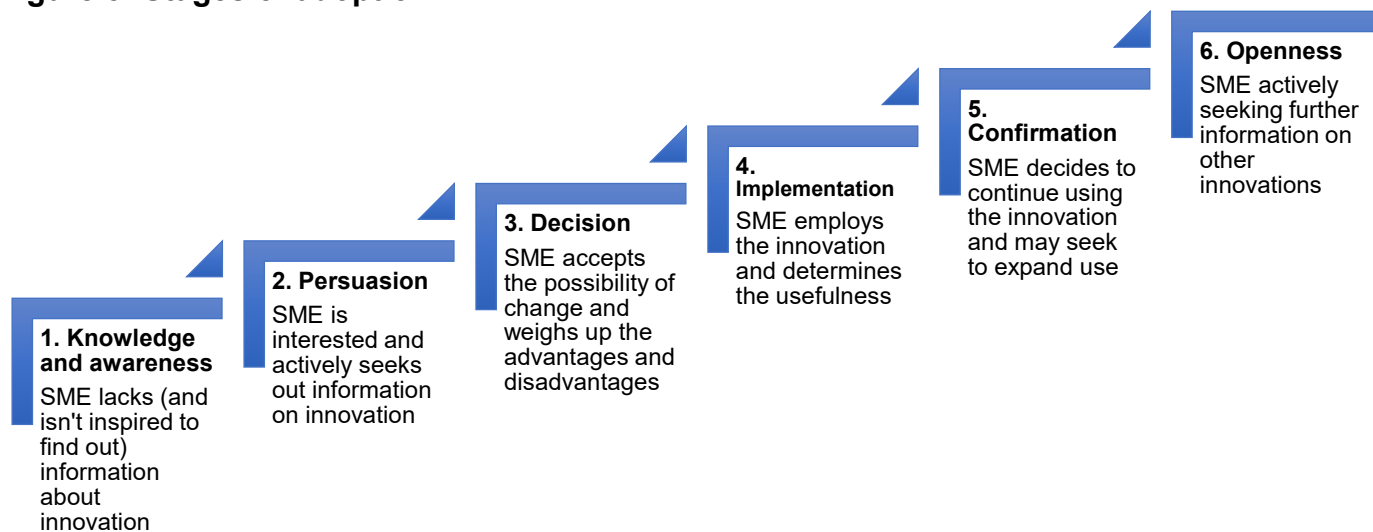 1. Knowledge
and awareness
SME lacks (and
isn't inspired to
find out)
information
about
innovation
2. Persuasion
SME is
interested and
actively seeks
out information
on innovation
3. Decision
SME accepts
the possibility of
change and
weighs up the
advantages and
disadvantages
4.
Implementation
SME employs
the innovation
and determines
the usefulness
5.
Confirmation
SME decides to
continue using
the innovation
and may seek
to expand use
6. Openness
SME actively
seeking further
information on
other
innovations